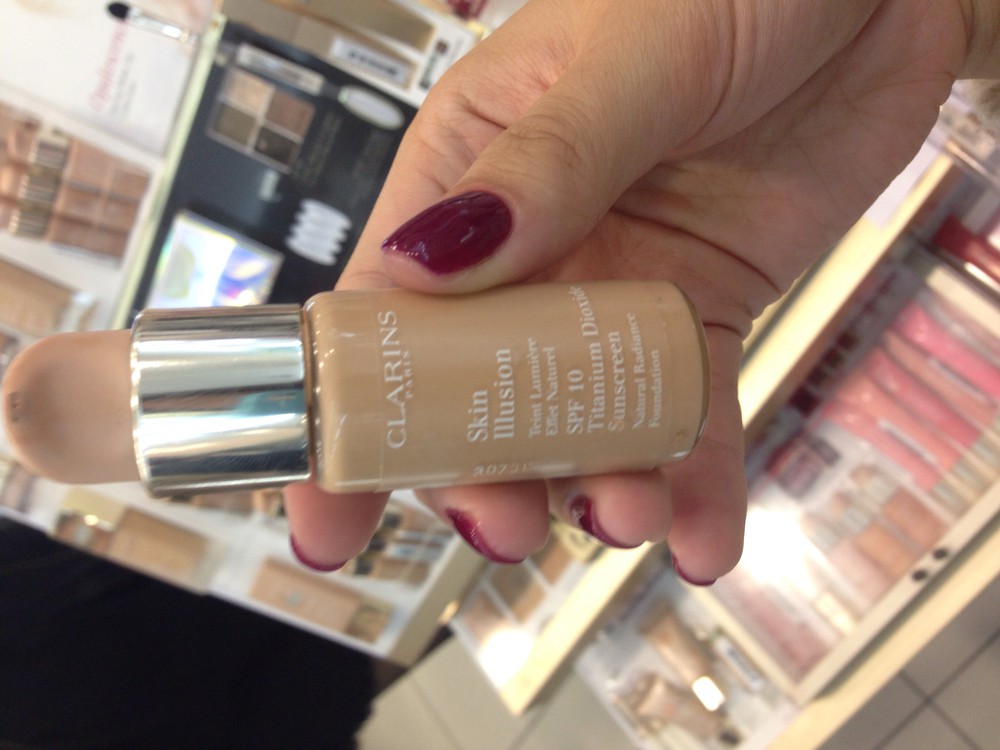 CLARINS
PARIS
Skin
Illusion
Teint Lumière
Effet Naturel
SPF 10
Titanium Dioxide
Sunscreen
Natural Radiance
Foundation